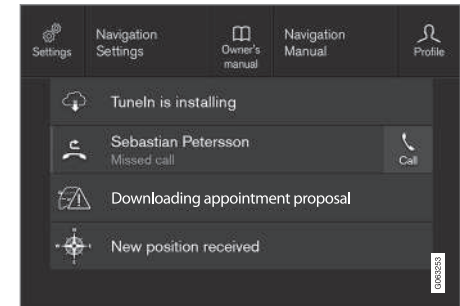 Settings
Navigation
Settings
Owner's
manual
Navigation
Manual
Profile
TuneIn is installing
Sebastian Petersson
Missed call
Call
Downloading appointment proposal
New position received
G063253